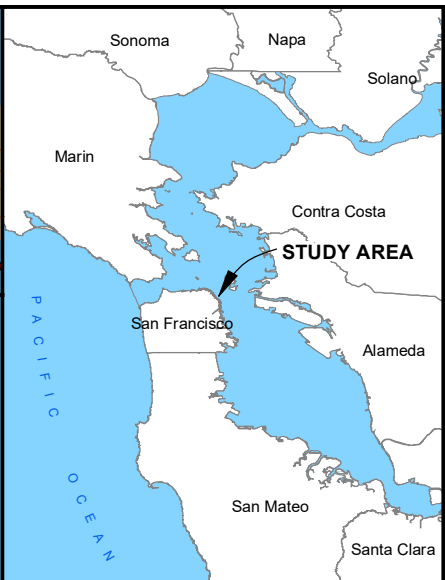 Sonoma
Napa
Solano
Marin
Contra Costa
STUDY AREA
San Francisco
Alameda
PACIFIC
OCEAN
San Mateo
Santa Clara